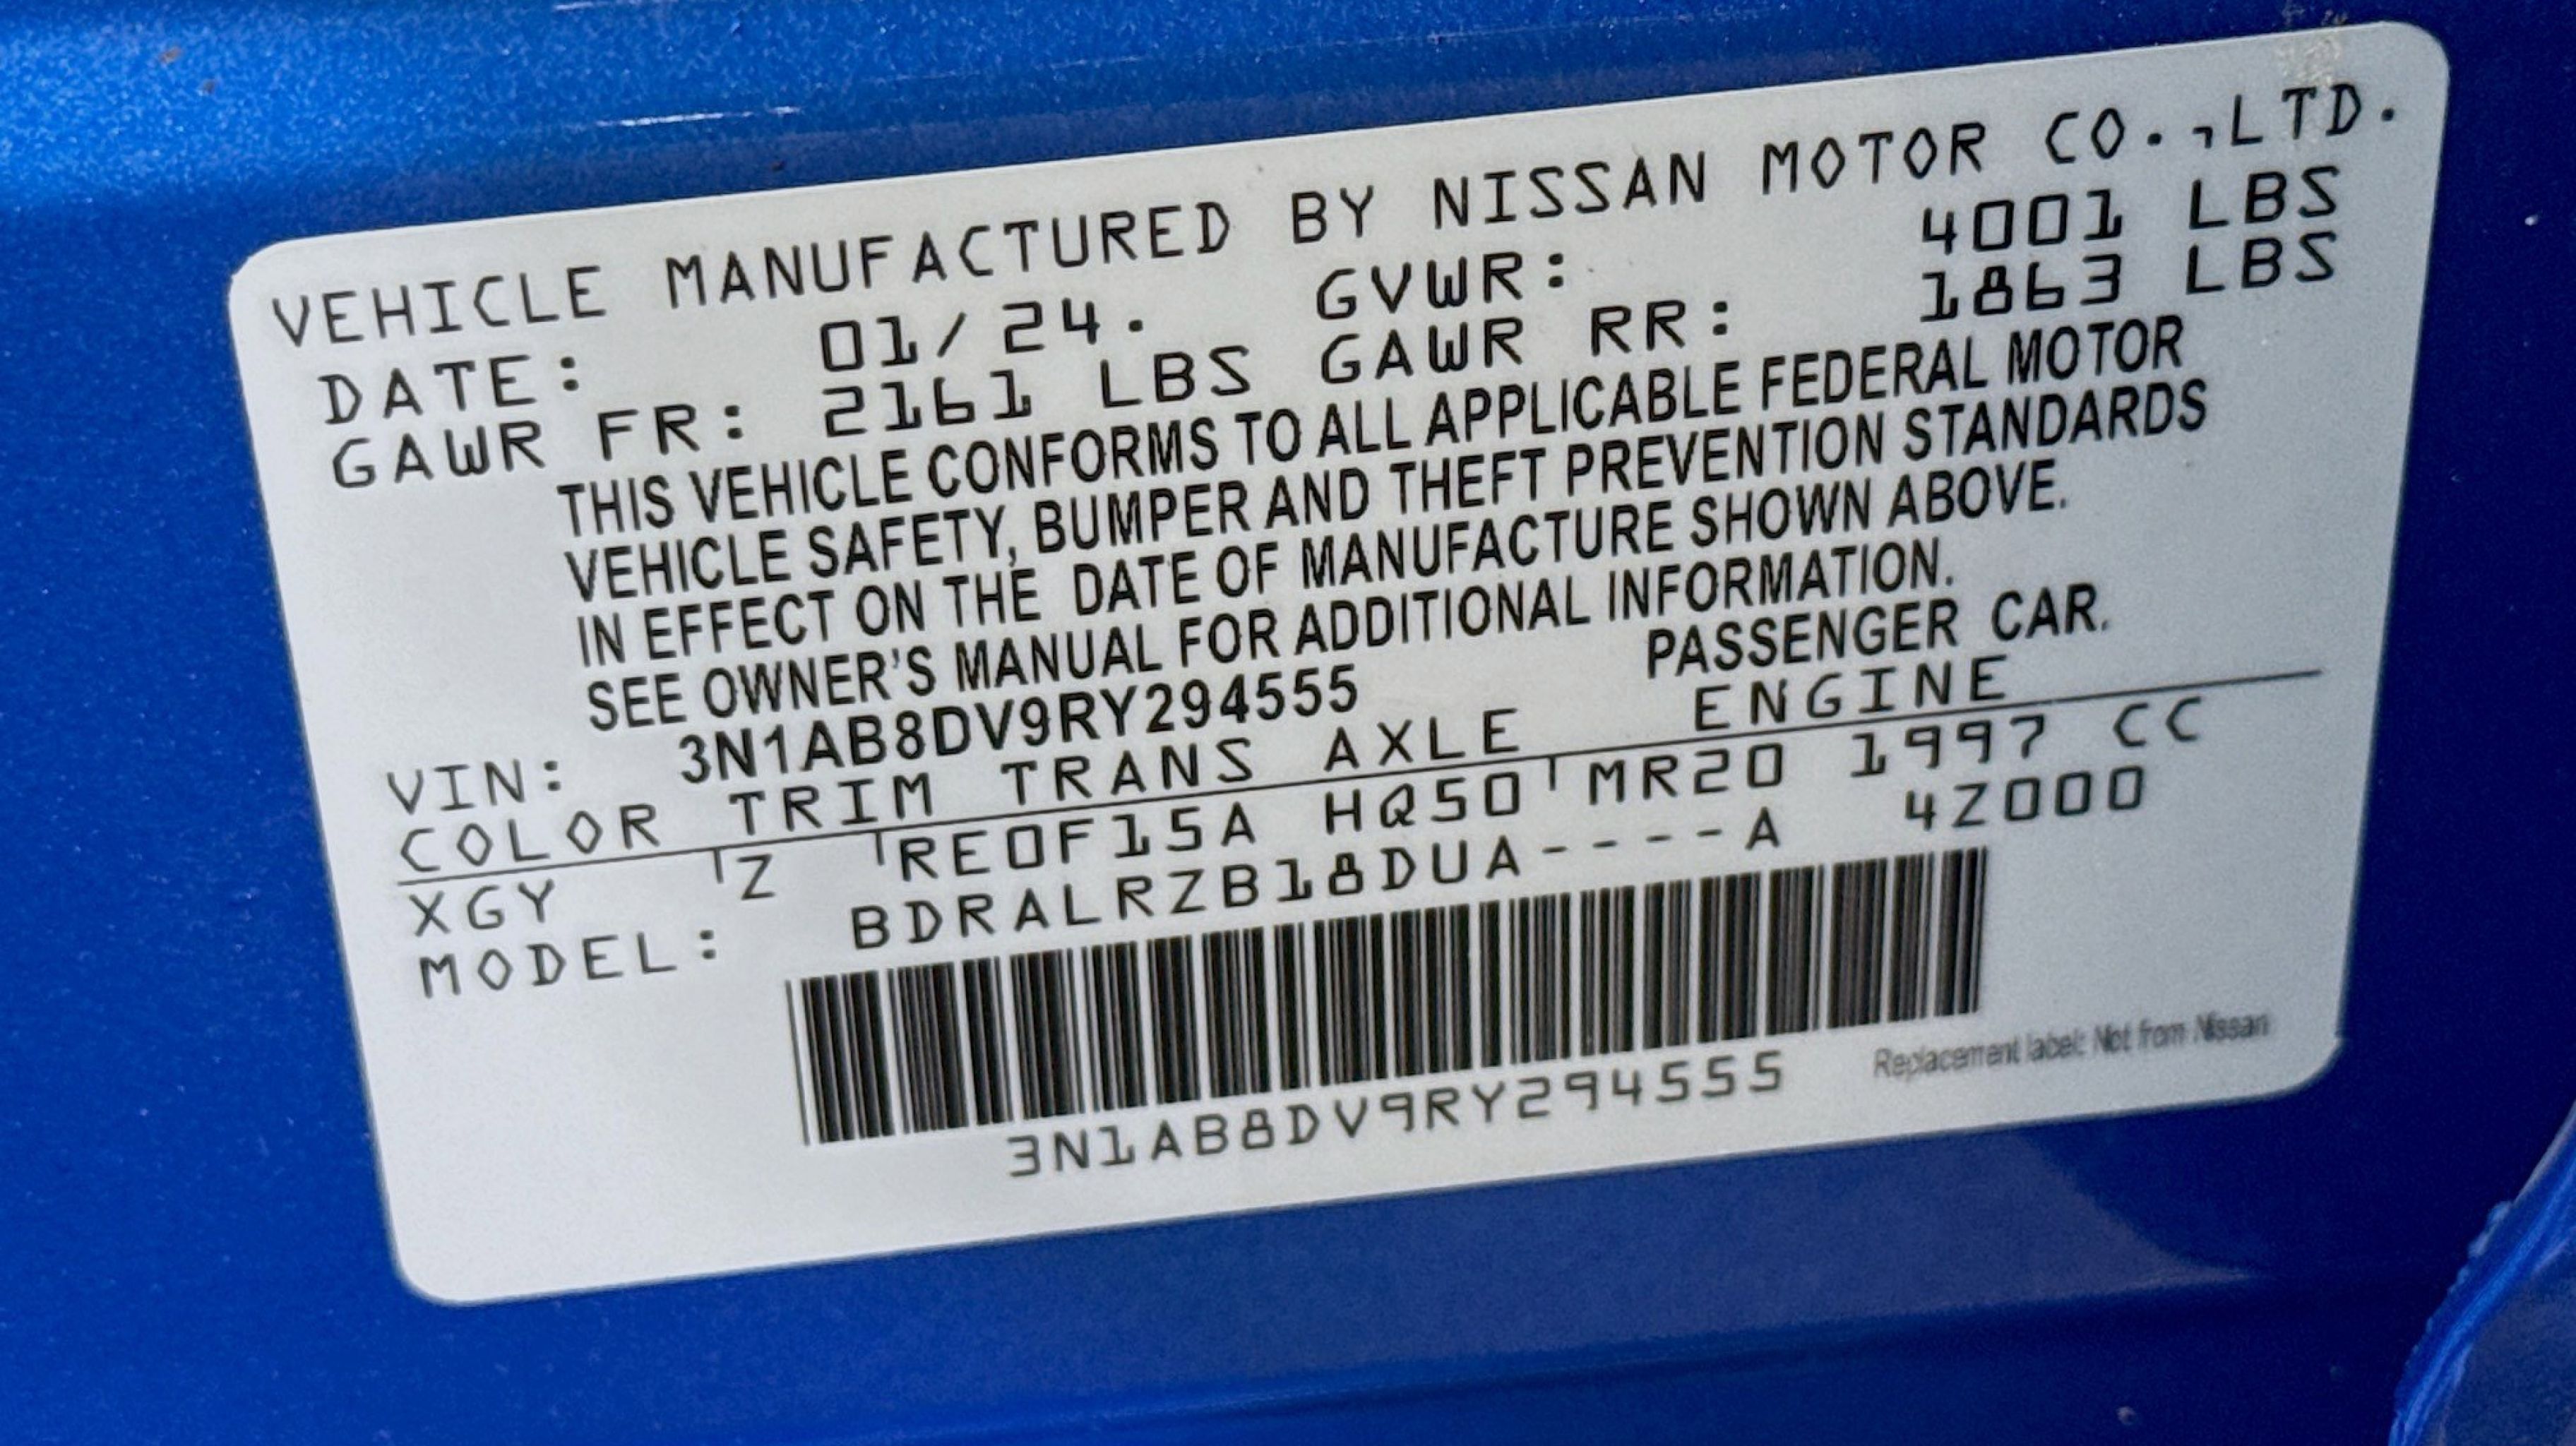 VEHICLE MANUFACTURED BY NISSAN MOTOR CO.,LTD.
DATE: 01/24. GVWR: 4001 LBS
GAWR FR: 2161 LBS GAWR RR: 1863 LBS
THIS VEHICLE CONFORMS TO ALL APPLICABLE FEDERAL MOTOR
VEHICLE SAFETY, BUMPER AND THEFT PREVENTION STANDARDS
IN EFFECT ON THE DATE OF MANUFACTURE SHOWN ABOVE.
SEE OWNER'S MANUAL FOR ADDITIONAL INFORMATION.
VIN: 3N1AB8DV9RY294555 PASSENGER CAR.
COLOR TRIM TRANS AXLE ENGINE
XGY Z RE0F15A HQ50 MR20 1997 CC
MODEL: BDRALRZB18DUA----A 4Z000
3N1AB8DV9RY294555
Replacement label: Not from Nissan